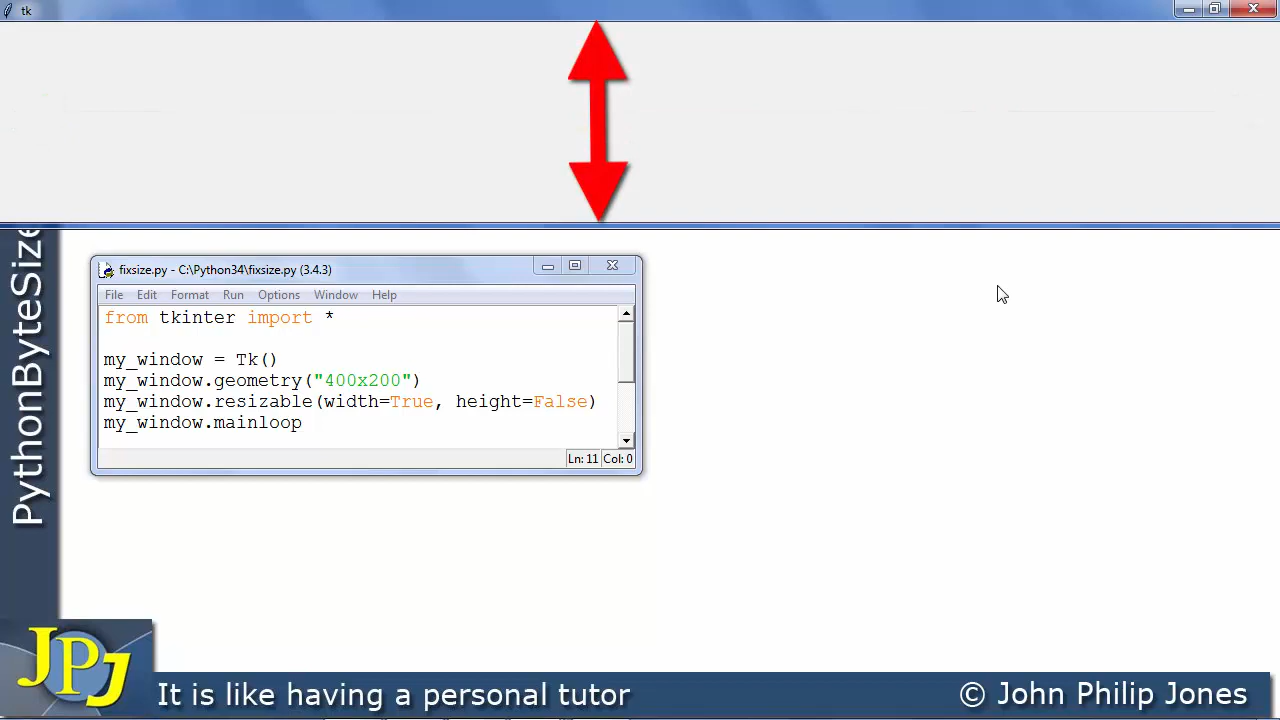 tk
PythonByteSize
fixsize.py - C:\Python34\fixsize.py (3.4.3)
File Edit Format Run Options Window Help
from tkinter import *
my_window = Tk()
my_window.geometry("400x200")
my_window.resizable(width=True, height=False)
my_window.mainloop
Ln: 11 Col: 0
JPJ
It is like having a personal tutor
© John Philip Jones